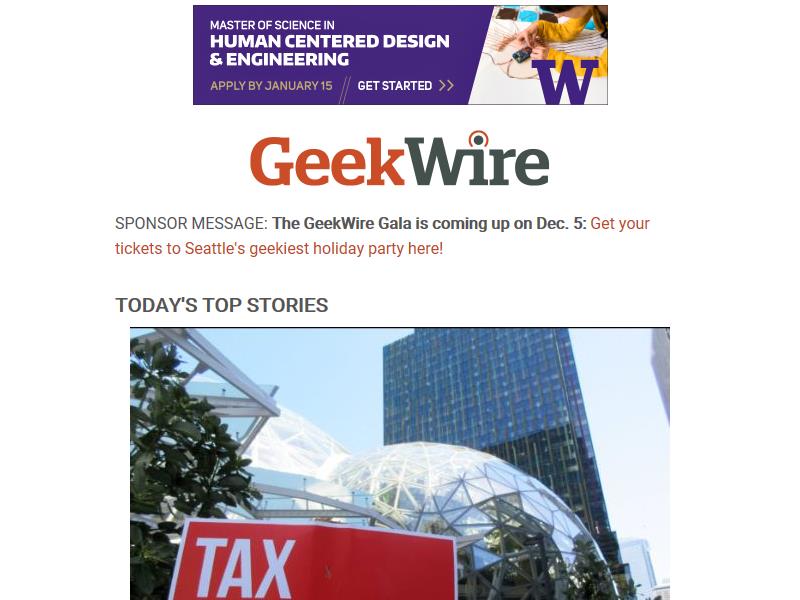 MASTER OF SCIENCE IN
HUMAN CENTERED DESIGN
& ENGINEERING
APPLY BY JANUARY 15 // GET STARTED >>
W
GeekWire
SPONSOR MESSAGE: The GeekWire Gala is coming up on Dec. 5: Get your
tickets to Seattle's geekiest holiday party here!
TODAY'S TOP STORIES
TAX